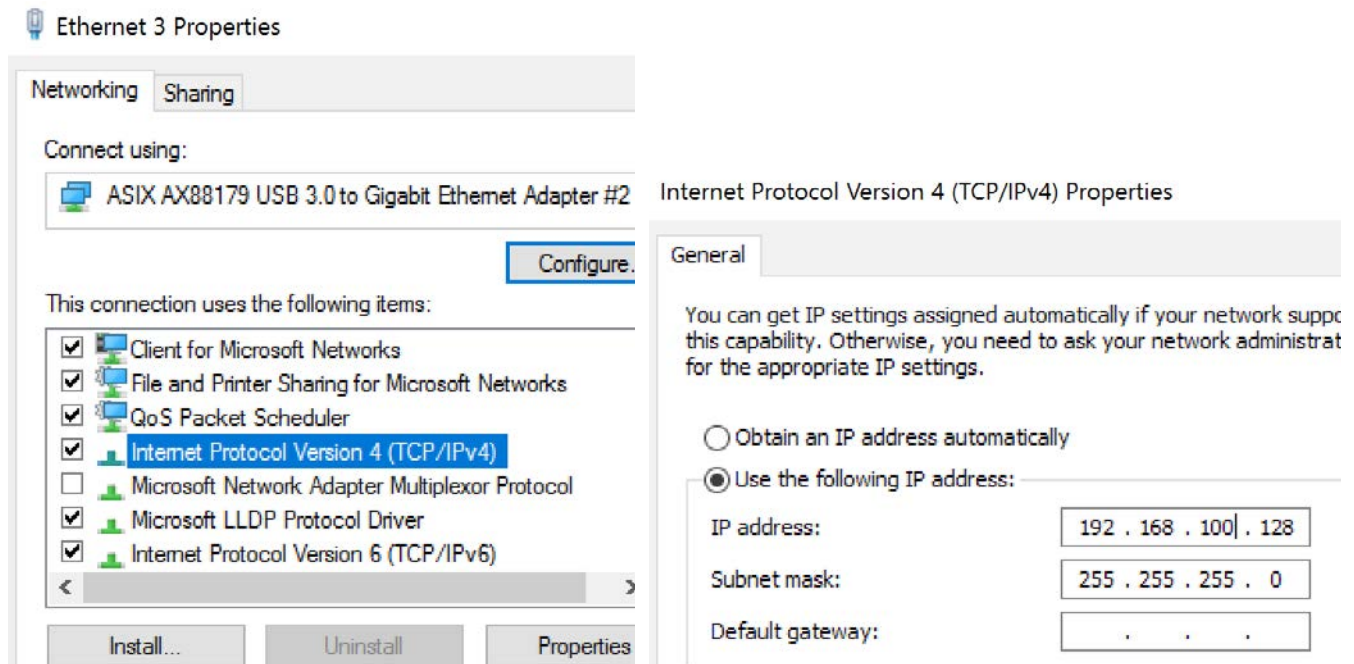 Ethernet 3 Properties
Networking
Sharing
Connect using:
ASIX AX88179 USB 3.0 to Gigabit Ethernet Adapter #2
Configure.
This connection uses the following items:
Client for Microsoft Networks
File and Printer Sharing for Microsoft Networks
QoS Packet Scheduler
Internet Protocol Version 4 (TCP/IPv4)
Microsoft Network Adapter Multiplexor Protocol
Microsoft LLDP Protocol Driver
Internet Protocol Version 6 (TCP/IPv6)
Install...
Uninstall
Properties
Internet Protocol Version 4 (TCP/IPv4) Properties
General
You can get IP settings assigned automatically if your network suppo
this capability. Otherwise, you need to ask your network administrat
for the appropriate IP settings.
Obtain an IP address automatically
Use the following IP address:
IP address:
192 . 168 . 100 . 128
Subnet mask:
255 . 255 . 255 . 0
Default gateway:
. . .